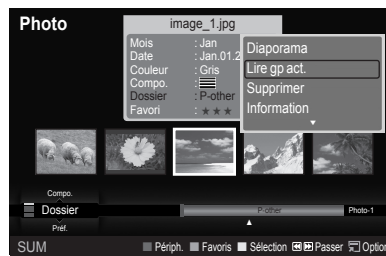 Photo
image_1.jpg
Mois : Jan
Date : Jan.01.2
Couleur : Gris
Compo. :
Dossier : P-other
Favori : ★ ★ ★
Diaporama
Lire gp act.
Supprimer
Information
Compo.
Dossier
Préf.
P-other
Photo-1
SUM
Périph. Favoris Sélection Passer Option